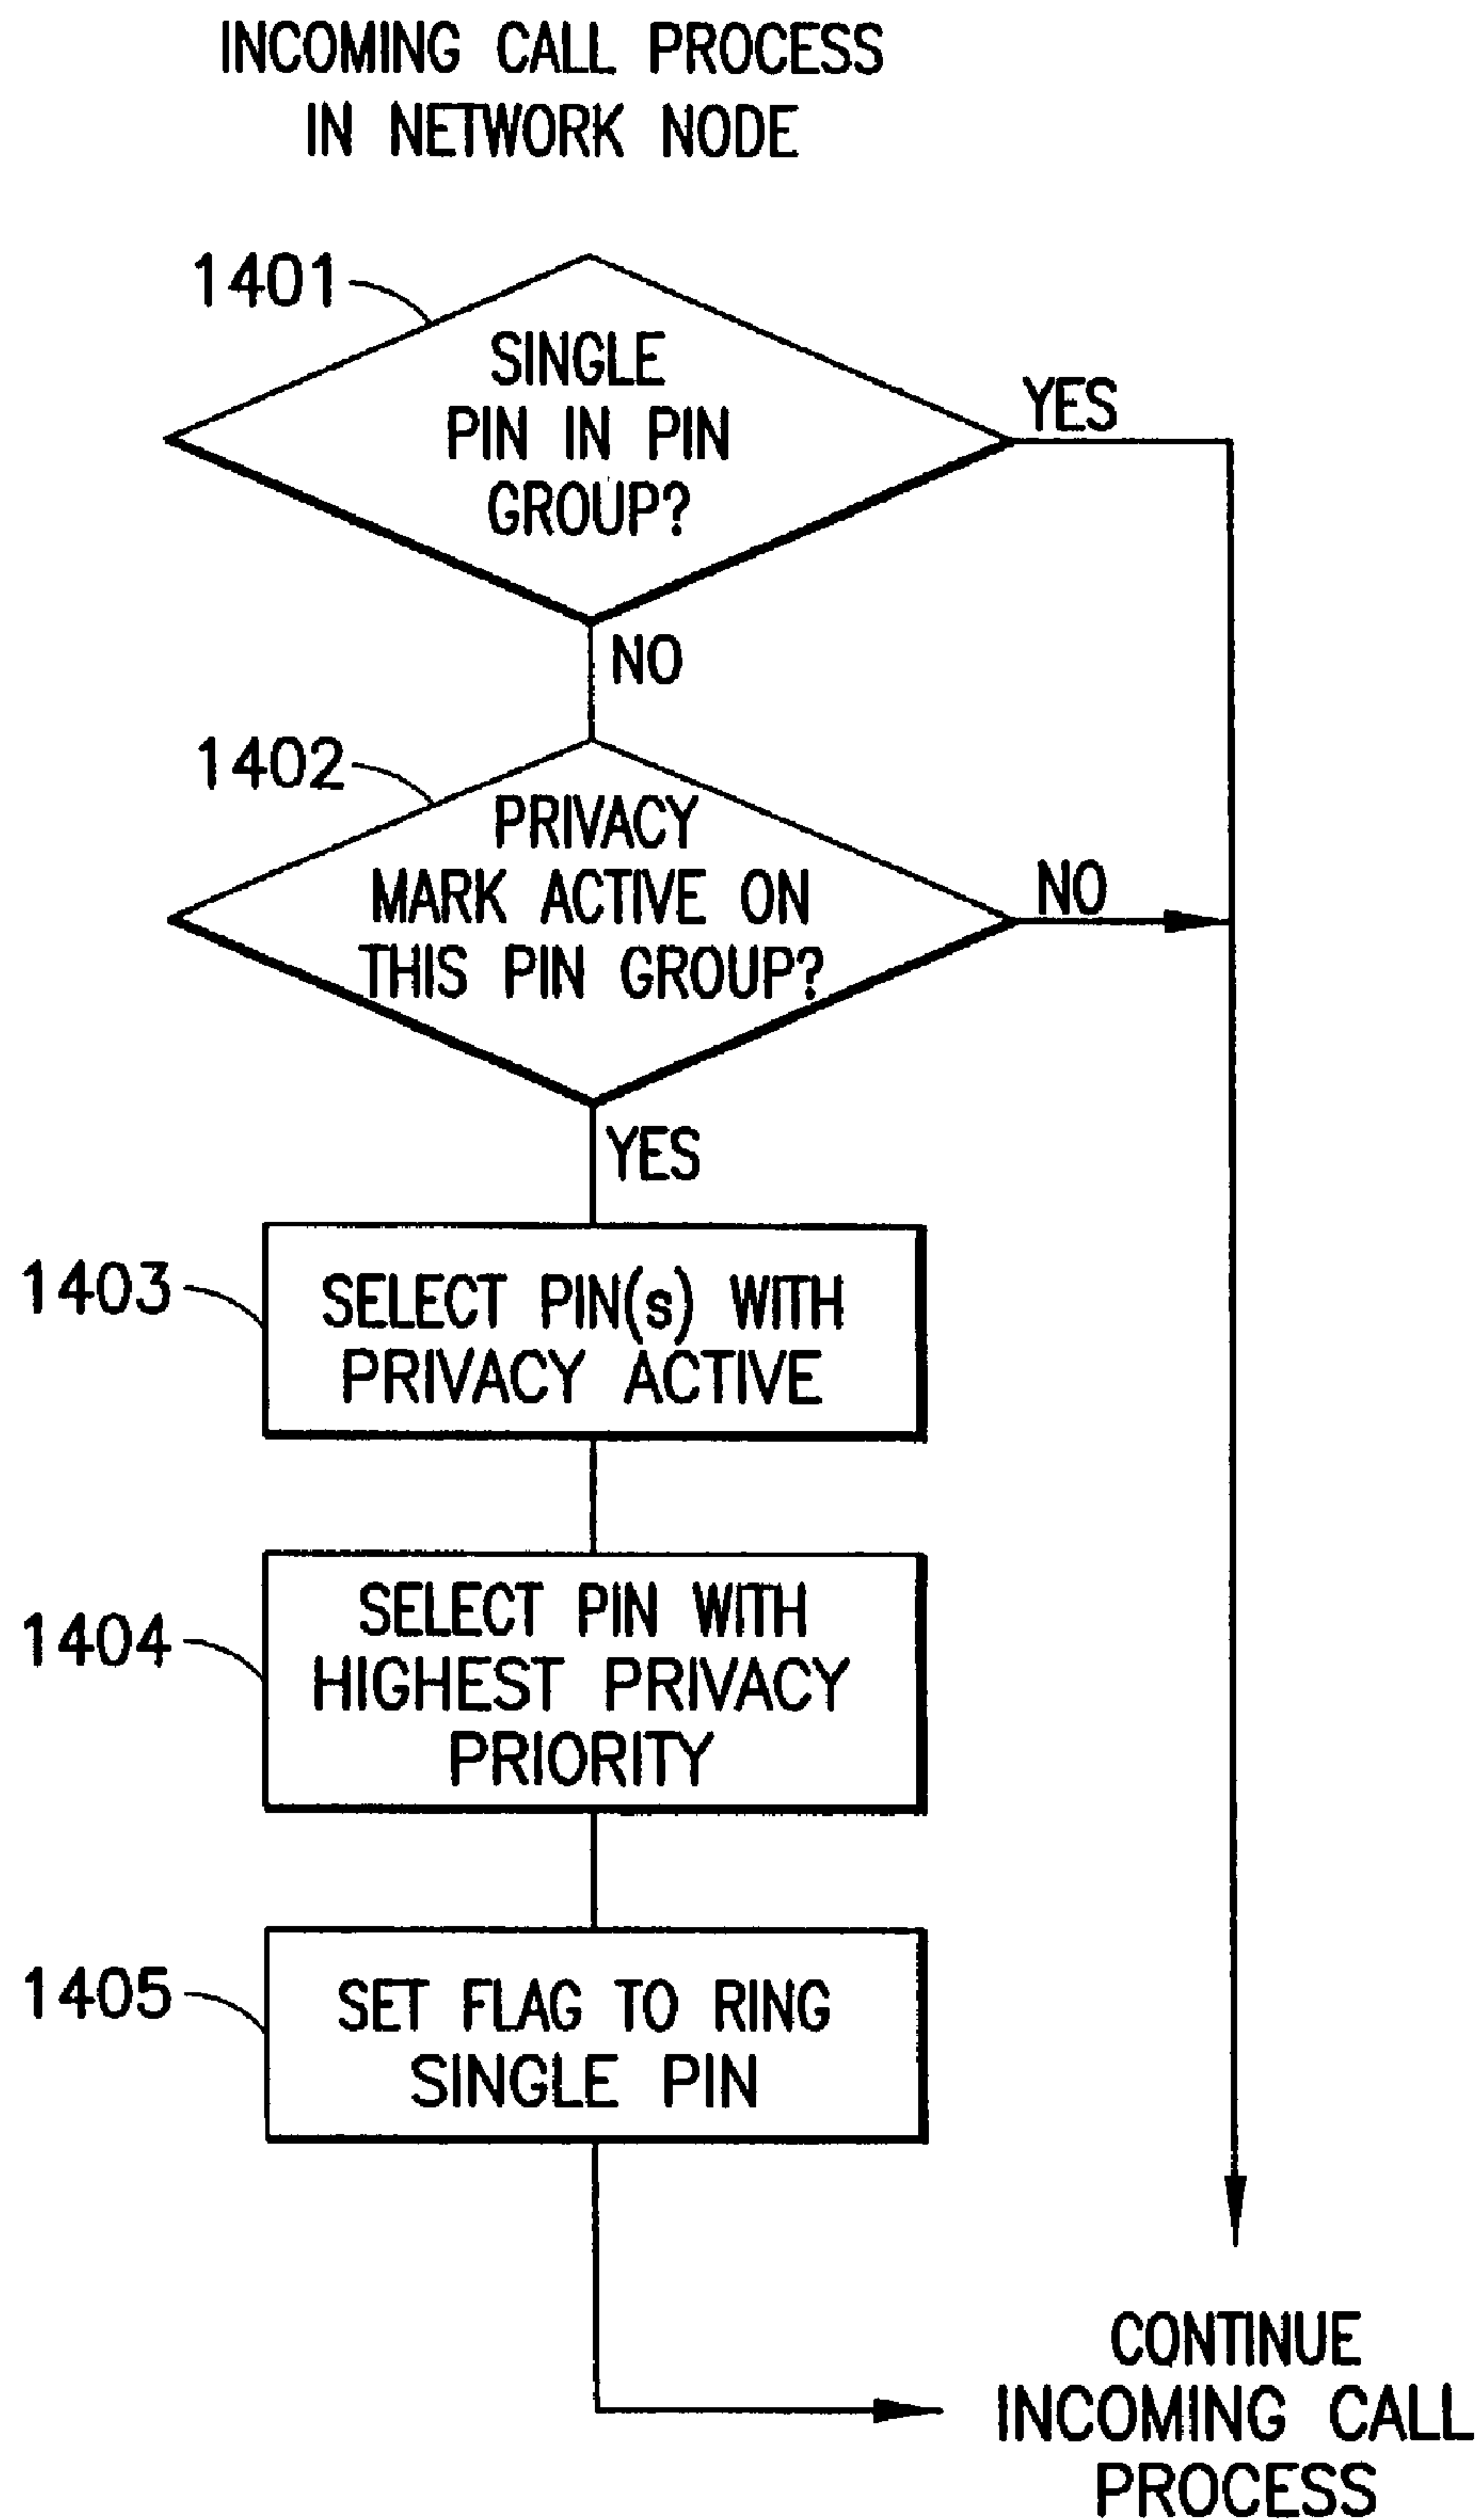 INCOMING CALL PROCESS
IN NETWORK NODE
1401
SINGLE
PIN IN PIN
GROUP?
YES
NO
1402
PRIVACY
MARK ACTIVE ON
THIS PIN GROUP?
NO
YES
1403
SELECT PIN(s) WITH
PRIVACY ACTIVE
1404
SELECT PIN WITH
HIGHEST PRIVACY
PRIORITY
1405
SET FLAG TO RING
SINGLE PIN
CONTINUE
INCOMING CALL
PROCESS